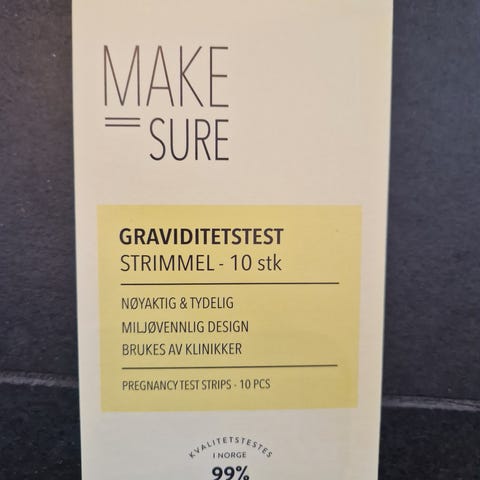 MAKE
SURE
GRAVIDITETSTEST
STRIMMEL - 10 stk
NØYAKTIG & TYDELIG
MILJØVENNLIG DESIGN
BRUKES AV KLINIKKER
PREGNANCY TEST STRIPS - 10 PCS
KVALITETSTESTES
I NORGE
99%